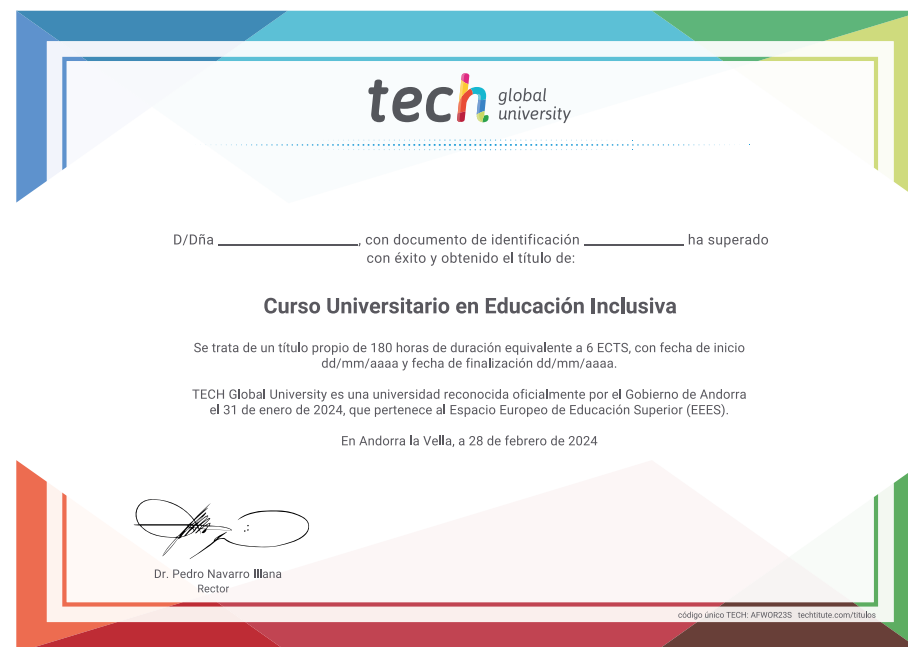 tech global university
D/Dña ____________, con documento de identificación ________ ha superado
con éxito y obtenido el título de:
Curso Universitario en Educación Inclusiva
Se trata de un título propio de 180 horas de duración equivalente a 6 ECTS, con fecha de inicio
dd/mm/aaaa y fecha de finalización dd/mm/aaaa.
TECH Global University es una universidad reconocida oficialmente por el Gobierno de Andorra
el 31 de enero de 2024, que pertenece al Espacio Europeo de Educación Superior (EEES).
En Andorra la Vella, a 28 de febrero de 2024
Dr. Pedro Navarro Illana
Rector
código único TECH: AFWOR23S techtitute.com/titulos